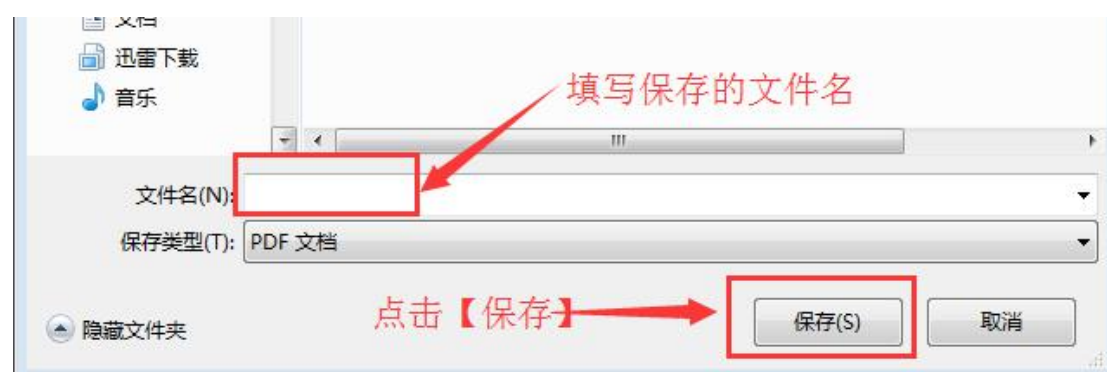 文档
迅雷下载
音乐
填写保存的文件名
文件名(N):
保存类型(T): PDF 文档
点击【保存】
隐藏文件夹
保存(S)
取消